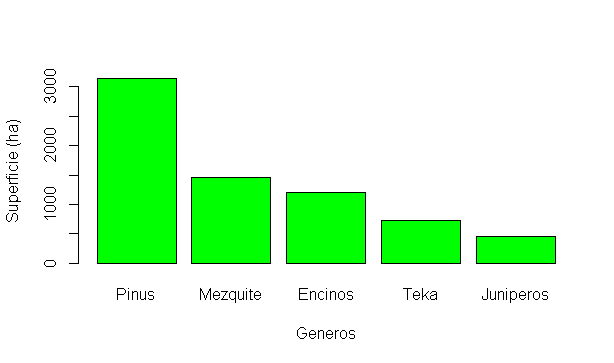 Superficie (ha)
3000
2000
1000
0
Pinus Mezquite Encinos Teka Juniperos
Generos